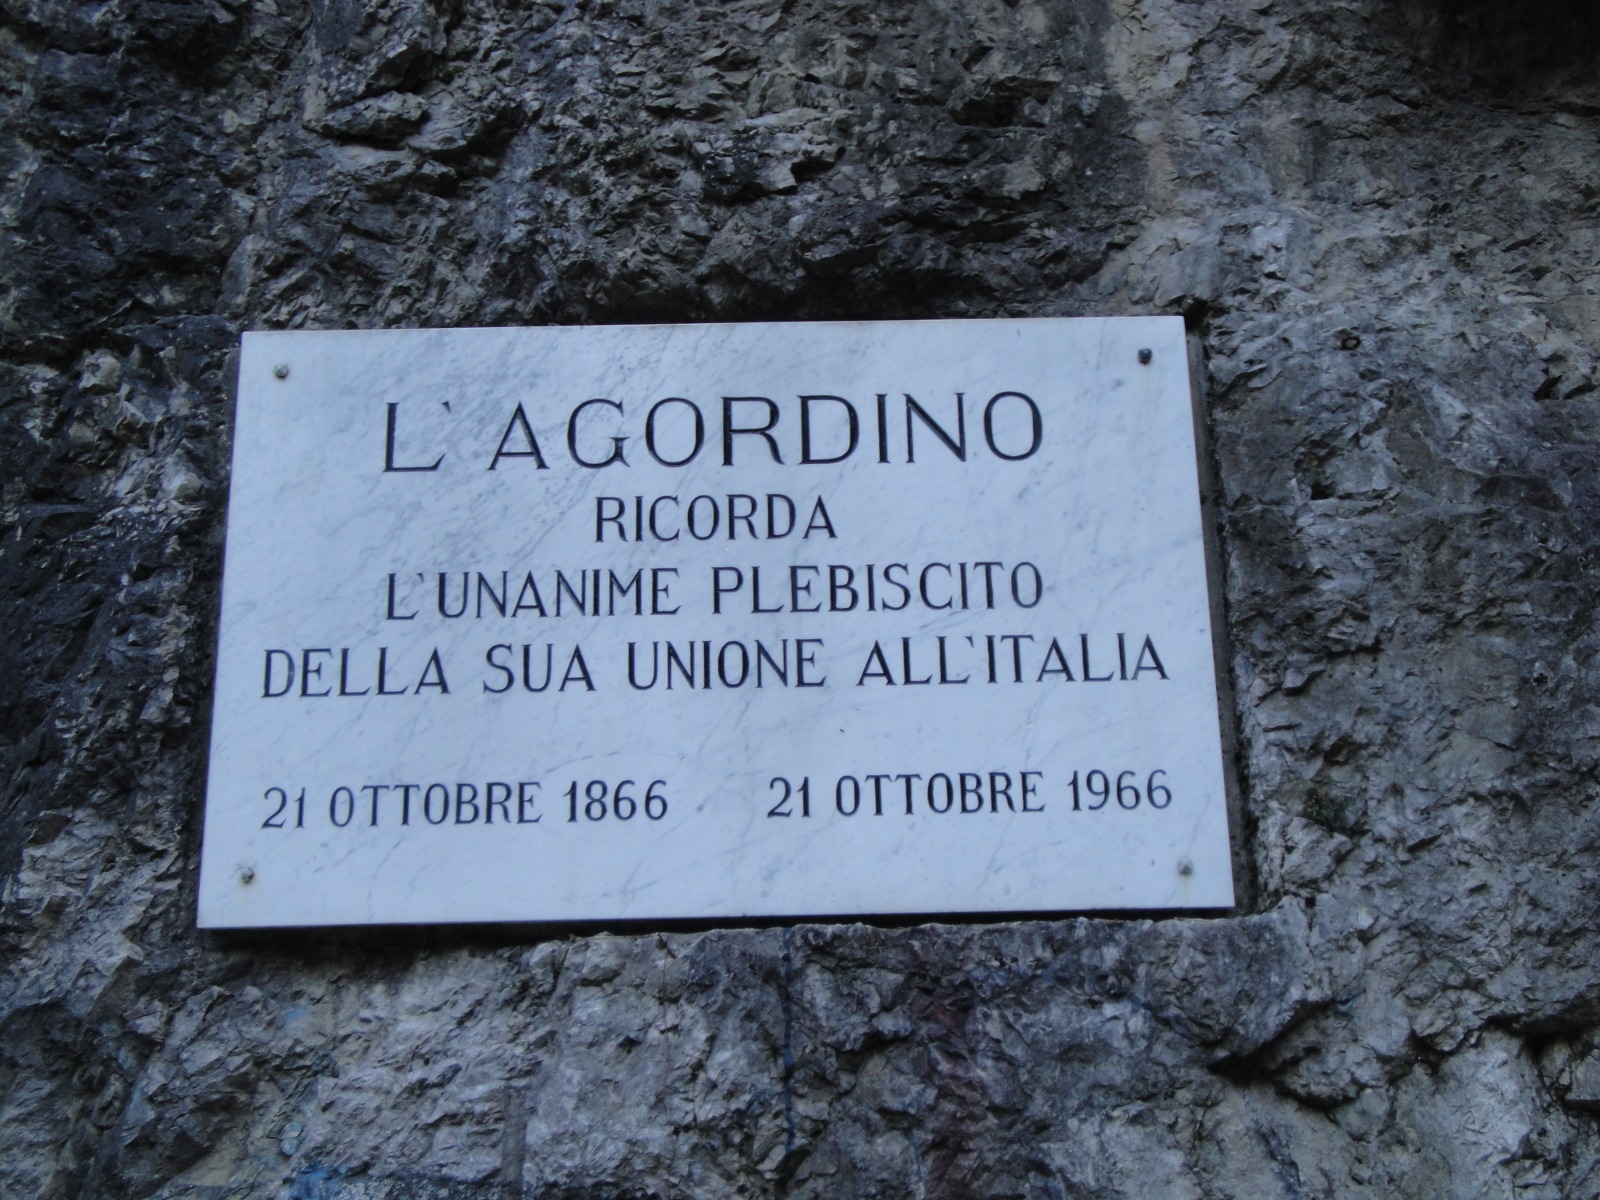 L'AGORDINO
RICORDA
L'UNANIME PLEBISCITO
DELLA SUA UNIONE ALL'ITALIA
21 OTTOBRE 1866 21 OTTOBRE 1966